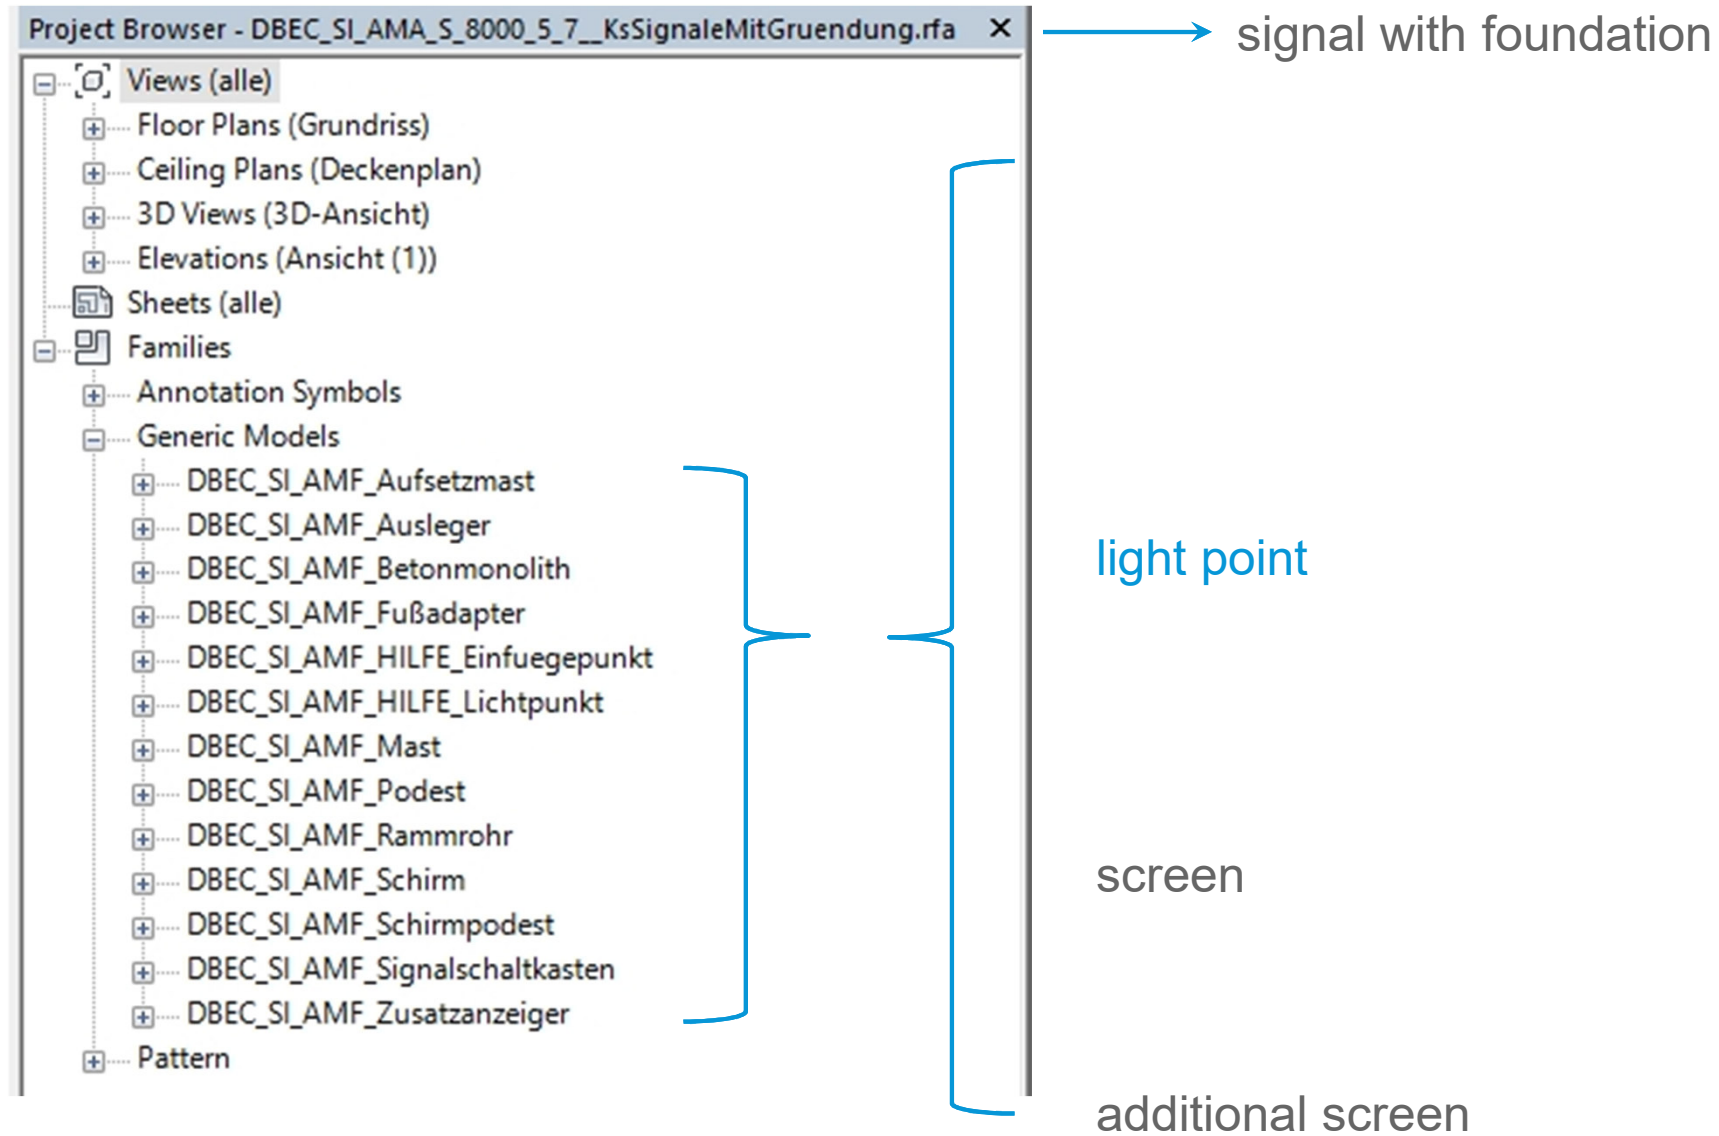 Project Browser - DBEC_SI_AMA_S_8000_5_7__KsSignaleMitGruendung.rfa
signal with foundation
Views (alle)
Floor Plans (Grundriss)
Ceiling Plans (Deckenplan)
3D Views (3D-Ansicht)
Elevations (Ansicht (1))
Sheets (alle)
Families
Annotation Symbols
Generic Models
DBEC_SI_AMF_Aufsetzmast
DBEC_SI_AMF_Ausleger
DBEC_SI_AMF_Betonmonolith
DBEC_SI_AMF_Fußadapter
DBEC_SI_AMF_HILFE_Einfuegepunkt
DBEC_SI_AMF_HILFE_Lichtpunkt
DBEC_SI_AMF_Mast
DBEC_SI_AMF_Podest
DBEC_SI_AMF_Rammrohr
DBEC_SI_AMF_Schirm
DBEC_SI_AMF_Schirmpodest
DBEC_SI_AMF_Signalschaltkasten
DBEC_SI_AMF_Zusatzanzeiger
Pattern
light point
screen
additional screen